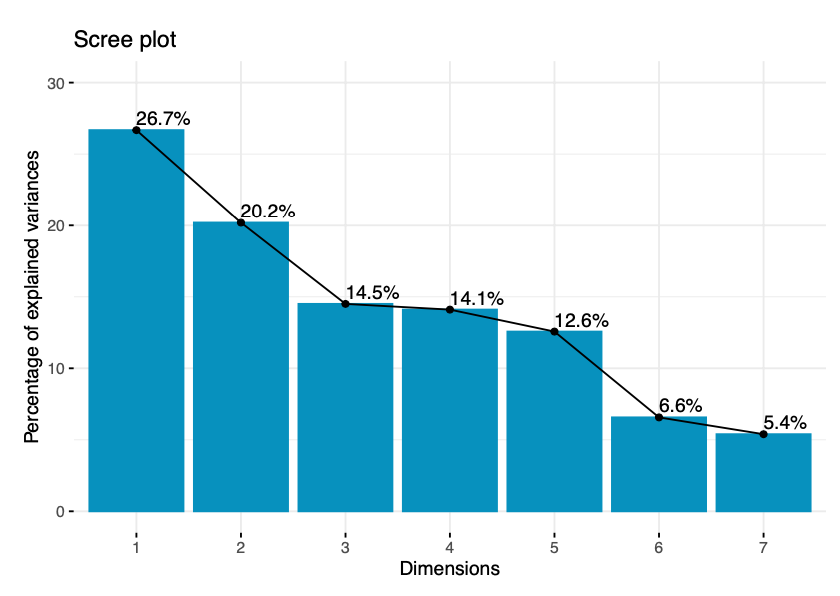 Scree plot
Percentage of explained variances
30
20
10
0
26.7%
20.2%
14.5%
14.1%
12.6%
6.6%
5.4%
1 2 3 4 5 6 7
Dimensions